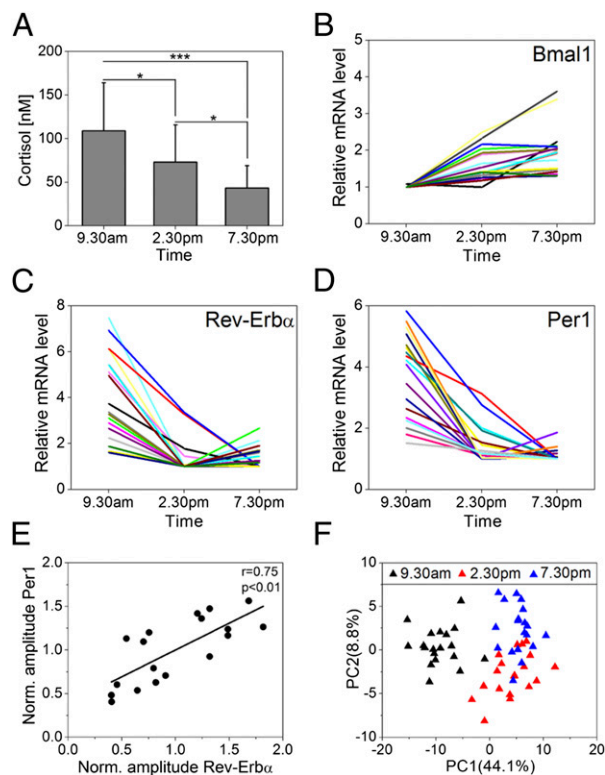 A
200
150
100
50
0
Cortisol [nM]
***
*
*
9.30am 2.30pm 7.30pm
Time
B
Bmal1
5
4
3
2
1
0
Relative mRNA level
9.30am 2.30pm 7.30pm
Time
C
Rev-Erbα
8
6
4
2
0
Relative mRNA level
9.30am 2.30pm 7.30pm
Time
D
Per1
6
4
2
0
Relative mRNA level
9.30am 2.30pm 7.30pm
Time
E
r=0.75
p<0.01
2.0
1.5
1.0
0.5
0.0
Norm. amplitude Per1
0.0 0.5 1.0 1.5 2.0
Norm. amplitude Rev-Erbα
F
9.30am 2.30pm 7.30pm
10
5
0
-5
-10
PC2(8.8%)
-20 -10 0 10 20
PC1(44.1%)